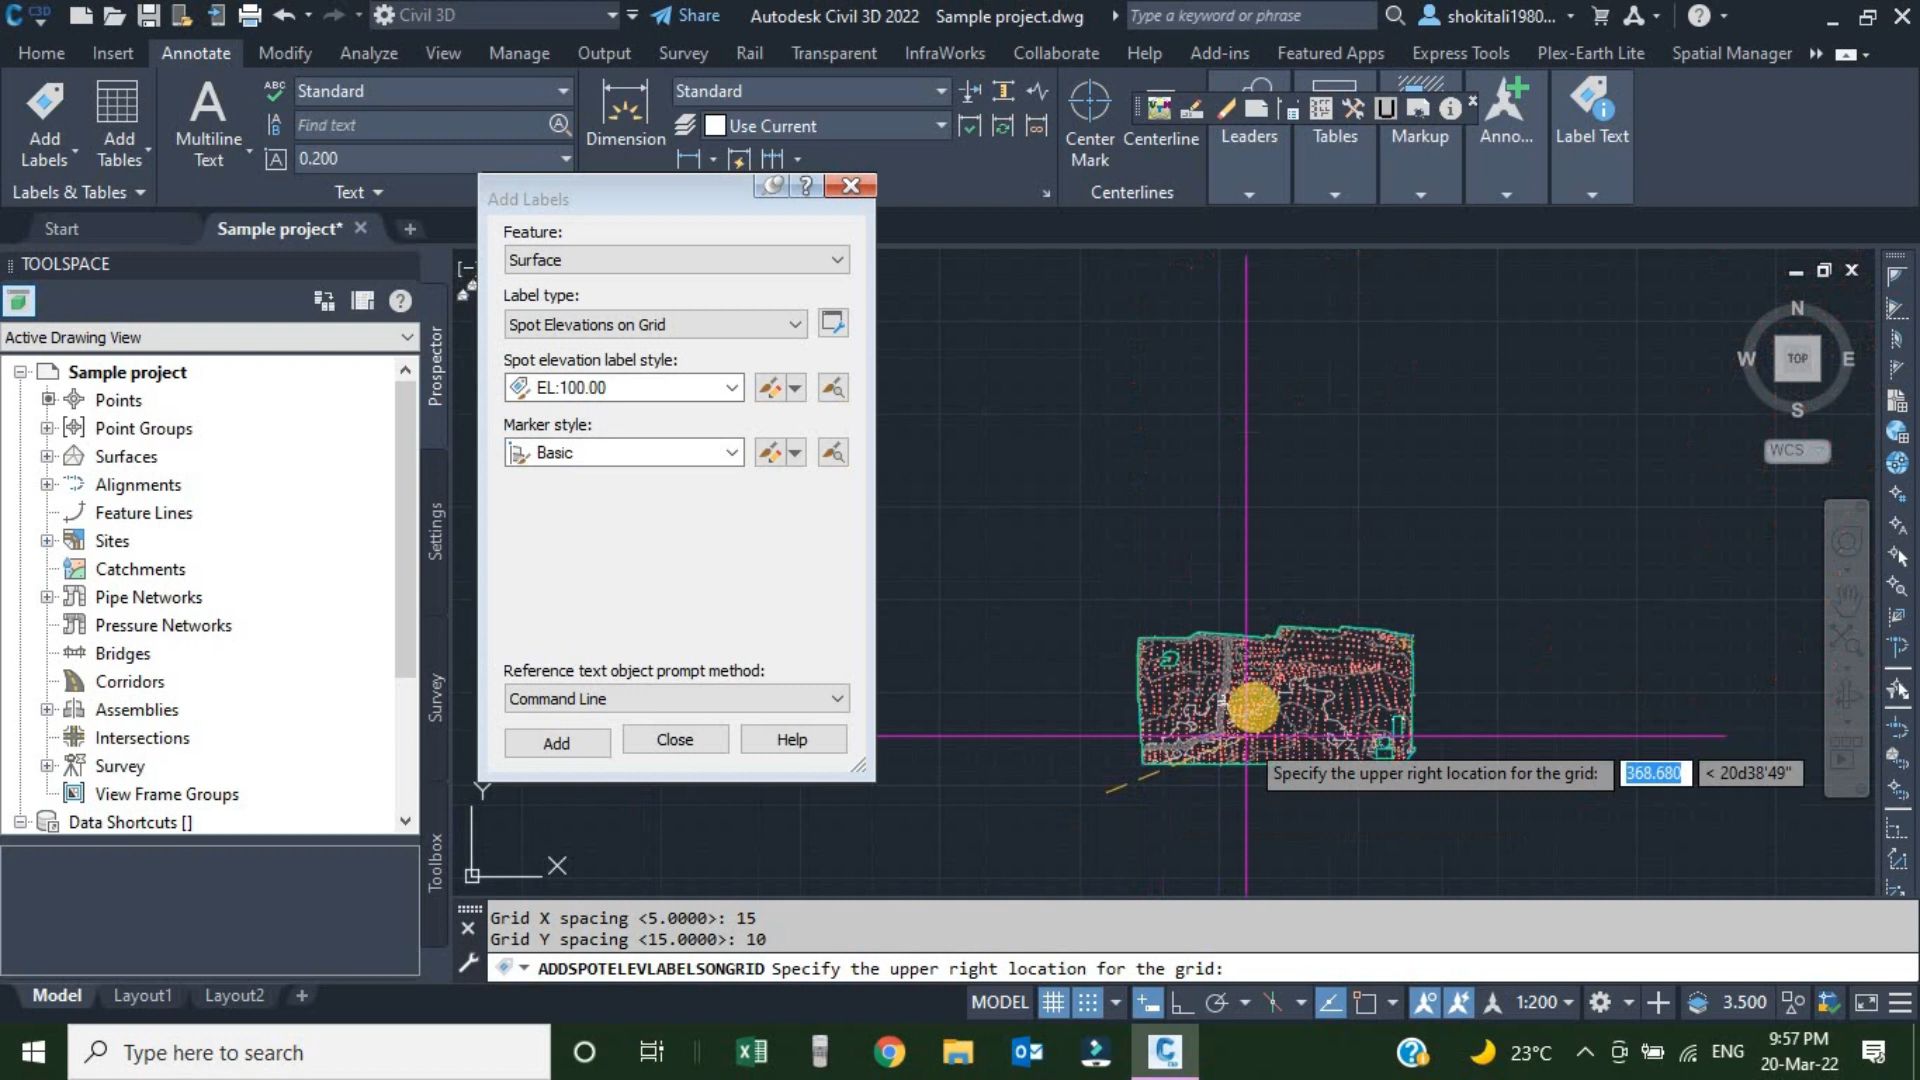 C3D
Civil 3D
Share
Autodesk Civil 3D 2022 Sample project.dwg
Type a keyword or phrase
shokitali1980...
Home Insert Annotate Modify Analyze View Manage Output Survey Rail Transparent InfraWorks Collaborate Help Add-ins Featured Apps Express Tools Plex-Earth Lite Spatial Manager
Add Labels
Add Tables
Labels & Tables
Multiline Text
ABC Standard
Find text
0.200
Text
Dimension
Standard
Use Current
Center Mark
Centerline
Centerlines
Leaders
Tables
Markup
Anno...
Label Text
Start
Sample project*
TOOLSPACE
Active Drawing View
Sample project
Points
Point Groups
Surfaces
Alignments
Feature Lines
Sites
Catchments
Pipe Networks
Pressure Networks
Bridges
Corridors
Assemblies
Intersections
Survey
View Frame Groups
Data Shortcuts []
Prospector
Settings
Survey
Toolbox
Add Labels
Feature:
Surface
Label type:
Spot Elevations on Grid
Spot elevation label style:
EL:100.00
Marker style:
Basic
Reference text object prompt method:
Command Line
Add Close Help
[-]
N
W TOP E
S
WCS
Specify the upper right location for the grid: 368.680 < 20d38'49"
Y
X
Grid X spacing <5.0000>: 15
Grid Y spacing <15.0000>: 10
ADDSPOTELEVLABELSONGRID Specify the upper right location for the grid:
Model Layout1 Layout2
MODEL
1:200
3.500
Type here to search
23°C
ENG
9:57 PM
20-Mar-22